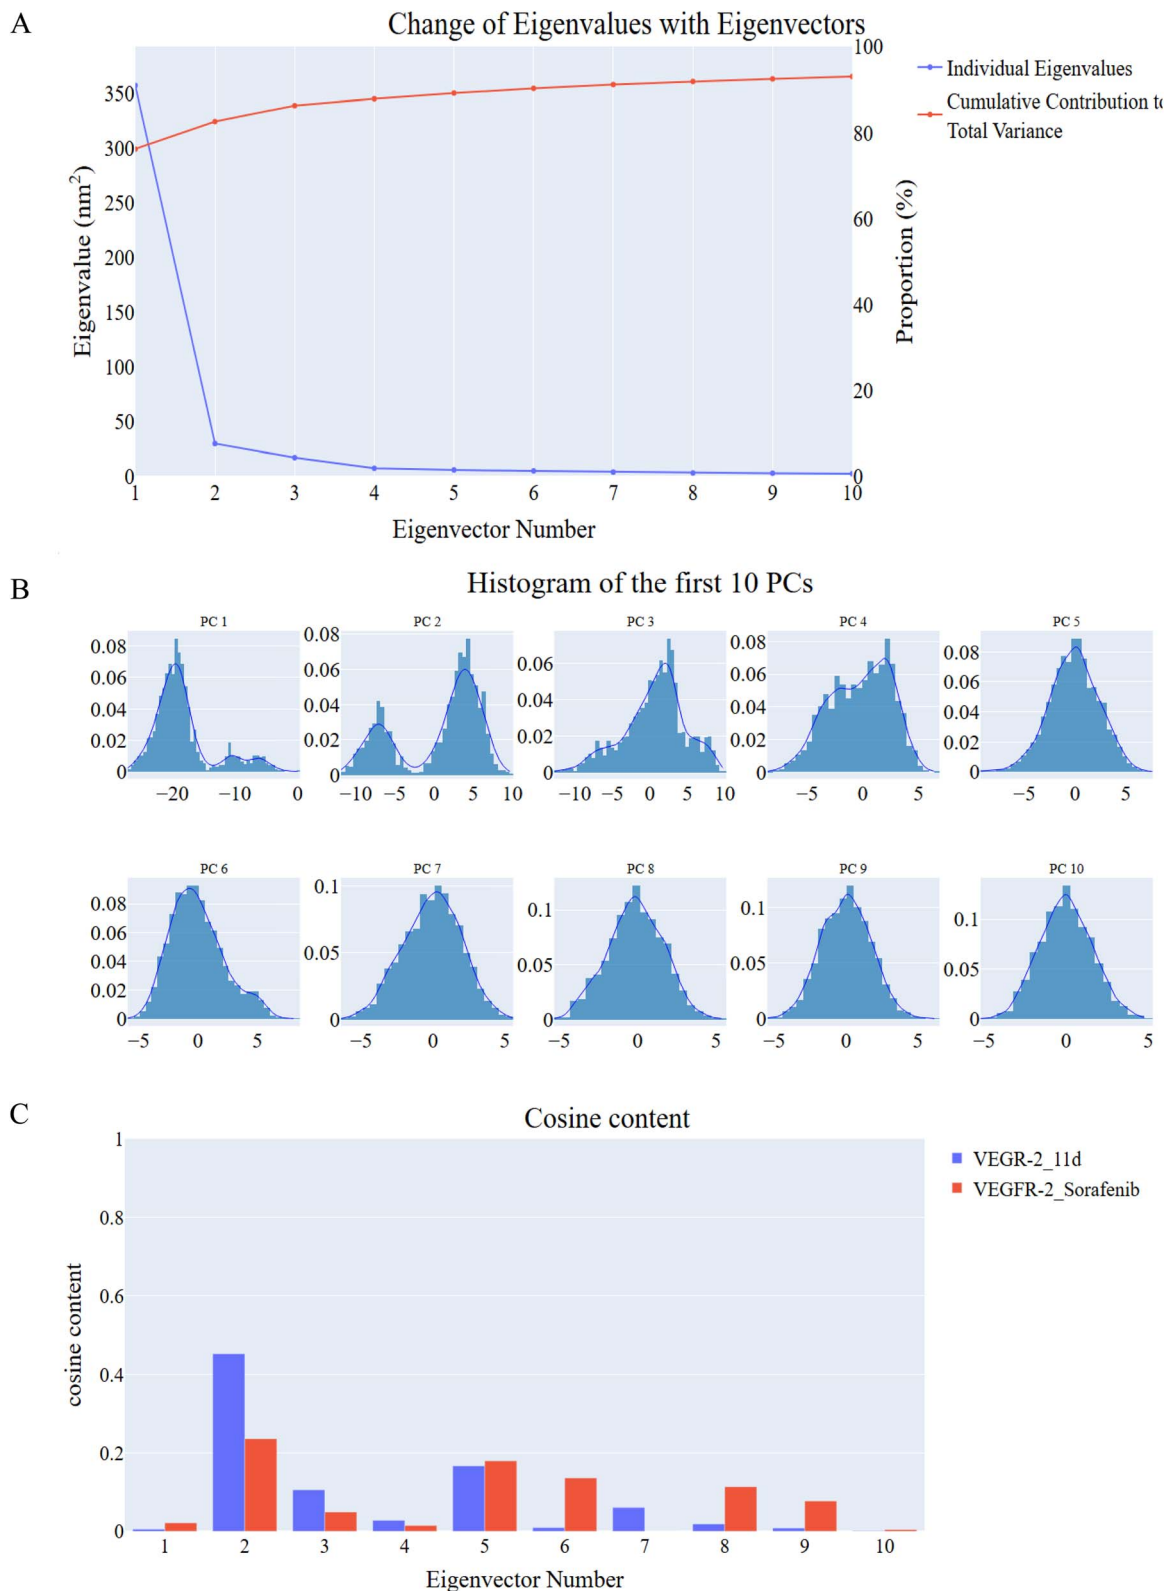 A
Change of Eigenvalues with Eigenvectors
100
350
300
250
200
150
100
50
0
Eigenvalue (nm²)
80
60
40
20
0
Proportion (%)
Individual Eigenvalues
Cumulative Contribution to
Total Variance
1 2 3 4 5 6 7 8 9 10
Eigenvector Number
B
Histogram of the first 10 PCs
PC 1
0.08
0.06
0.04
0.02
0
−20 −10 0
PC 2
0.08
0.06
0.04
0.02
0
−10 −5 0 5 10
PC 3
0.06
0.04
0.02
0
−10 −5 0 5 10
PC 4
0.08
0.06
0.04
0.02
0
−5 0 5
PC 5
0.08
0.06
0.04
0.02
0
−5 0 5
PC 6
0.08
0.06
0.04
0.02
0
−5 0 5
PC 7
0.1
0.05
0
−5 0 5
PC 8
0.1
0.05
0
−5 0 5
PC 9
0.1
0.05
0
−5 0 5
PC 10
0.1
0.05
0
−5 0 5
C
Cosine content
1
0.8
0.6
0.4
0.2
0
cosine content
VEGR-2_11d
VEGFR-2_Sorafenib
1 2 3 4 5 6 7 8 9 10
Eigenvector Number